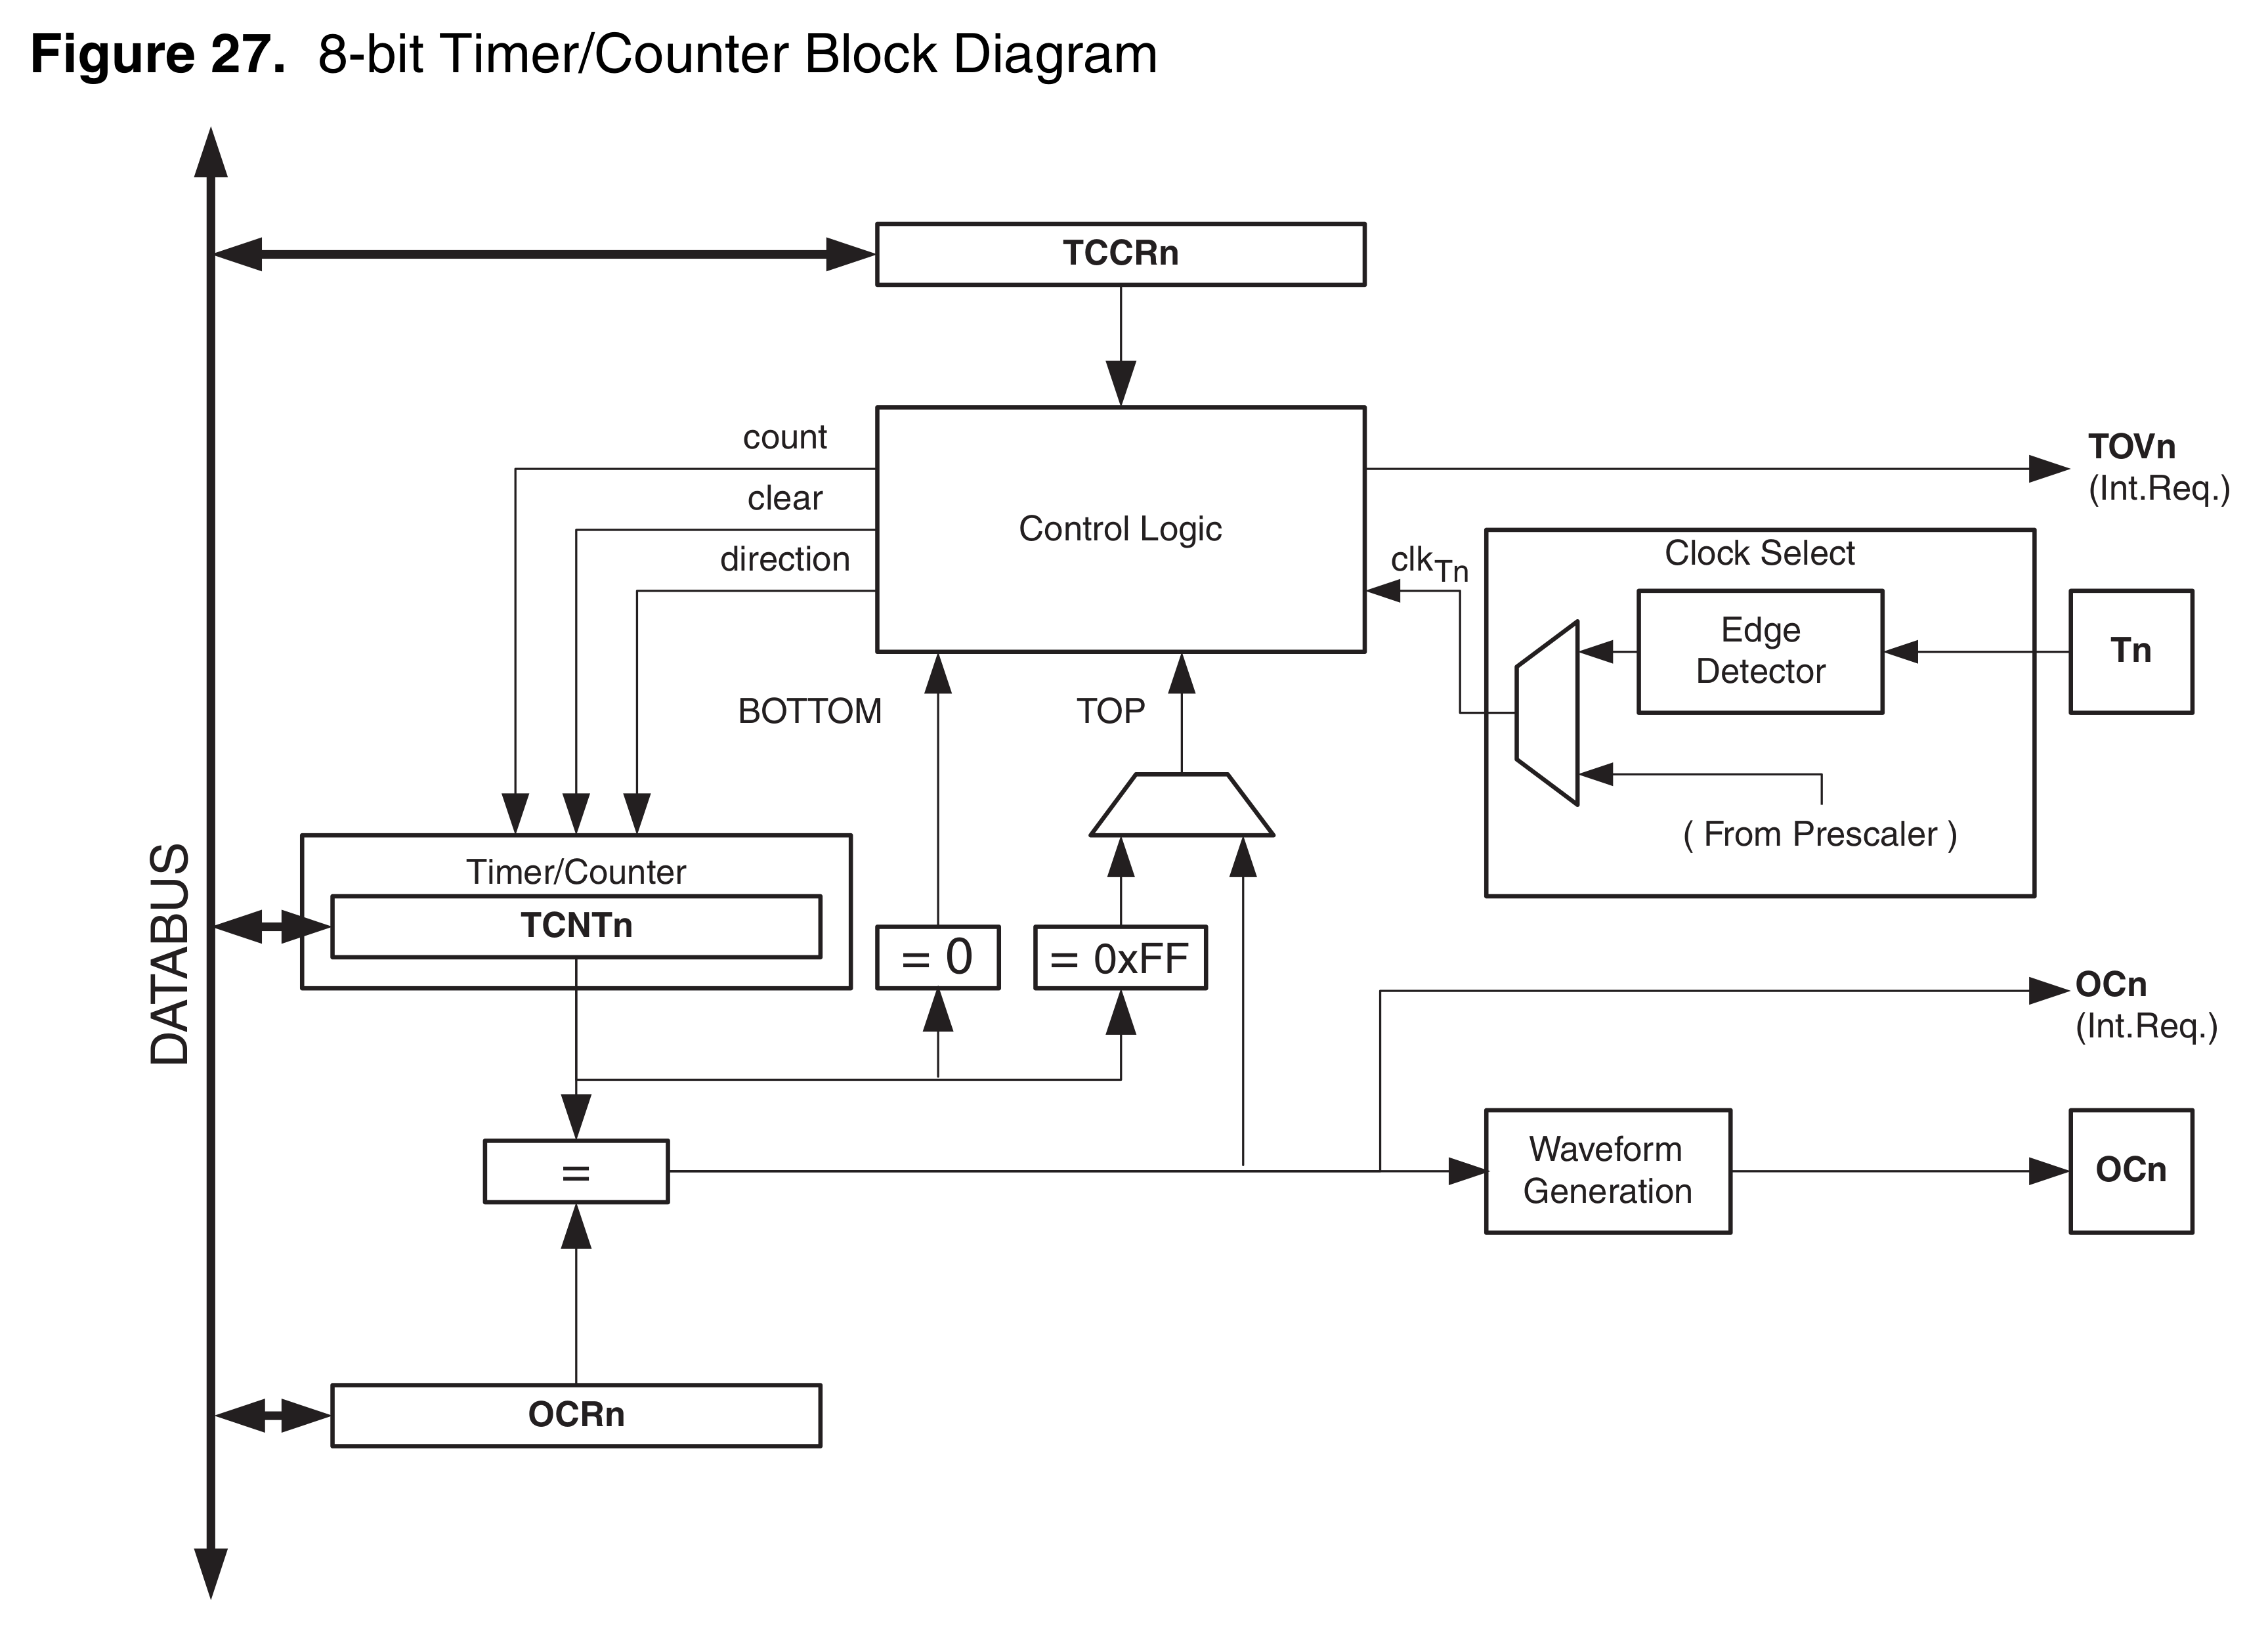 Figure 27. 8-bit Timer/Counter Block Diagram
TCCRn
count
clear
direction
Control Logic
TOVn
(Int.Req.)
clkTn
Clock Select
Edge
Detector
Tn
( From Prescaler )
BOTTOM
TOP
DATABUS
Timer/Counter
TCNTn
= 0
= 0xFF
OCn
(Int.Req.)
=
Waveform
Generation
OCn
OCRn